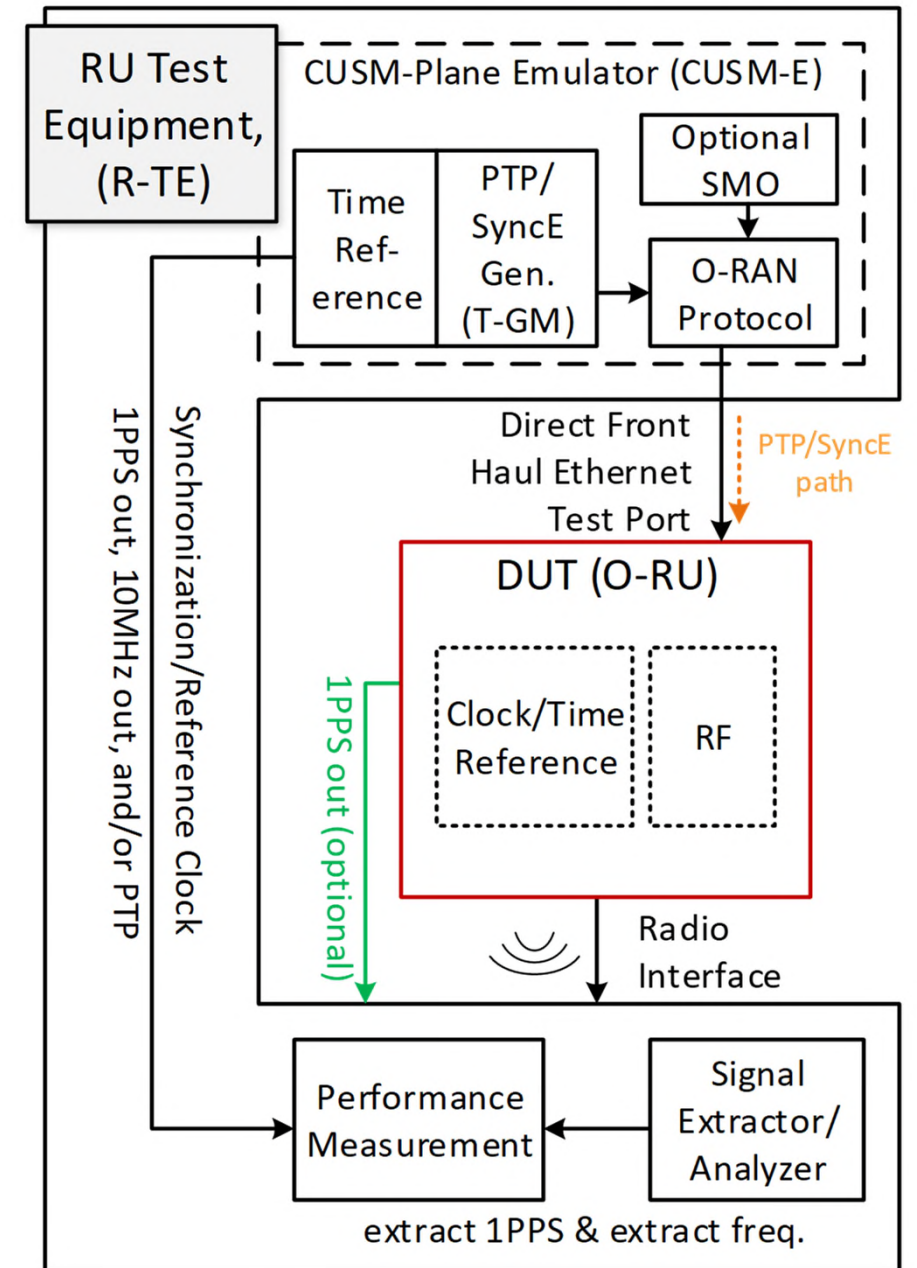 RU Test
Equipment,
(R-TE)
CUSM-Plane Emulator (CUSM-E)
Time
Ref-
erence
PTP/
SyncE
Gen.
(T-GM)
Optional
SMO
O-RAN
Protocol
Synchronization/Reference Clock
1PPS out, 10MHz out, and/or PTP
Direct Front
Haul Ethernet
Test Port
PTP/SyncE
path
DUT (O-RU)
Clock/Time
Reference
RF
1PPS out (optional)
Radio
Interface
Performance
Measurement
Signal
Extractor/
Analyzer
extract 1PPS & extract freq.